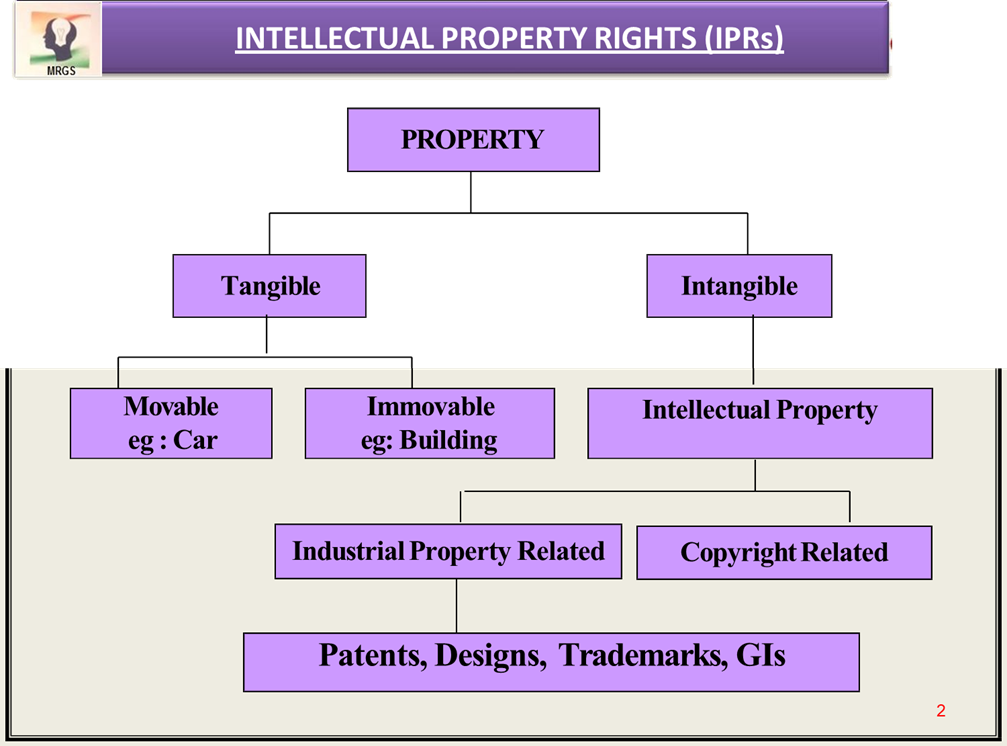 INTELLECTUAL PROPERTY RIGHTS (IPRs)
MRGS
PROPERTY
Tangible
Intangible
Movable
eg : Car
Immovable
eg: Building
Intellectual Property
Industrial Property Related
Copyright Related
Patents, Designs, Trademarks, GIs
2